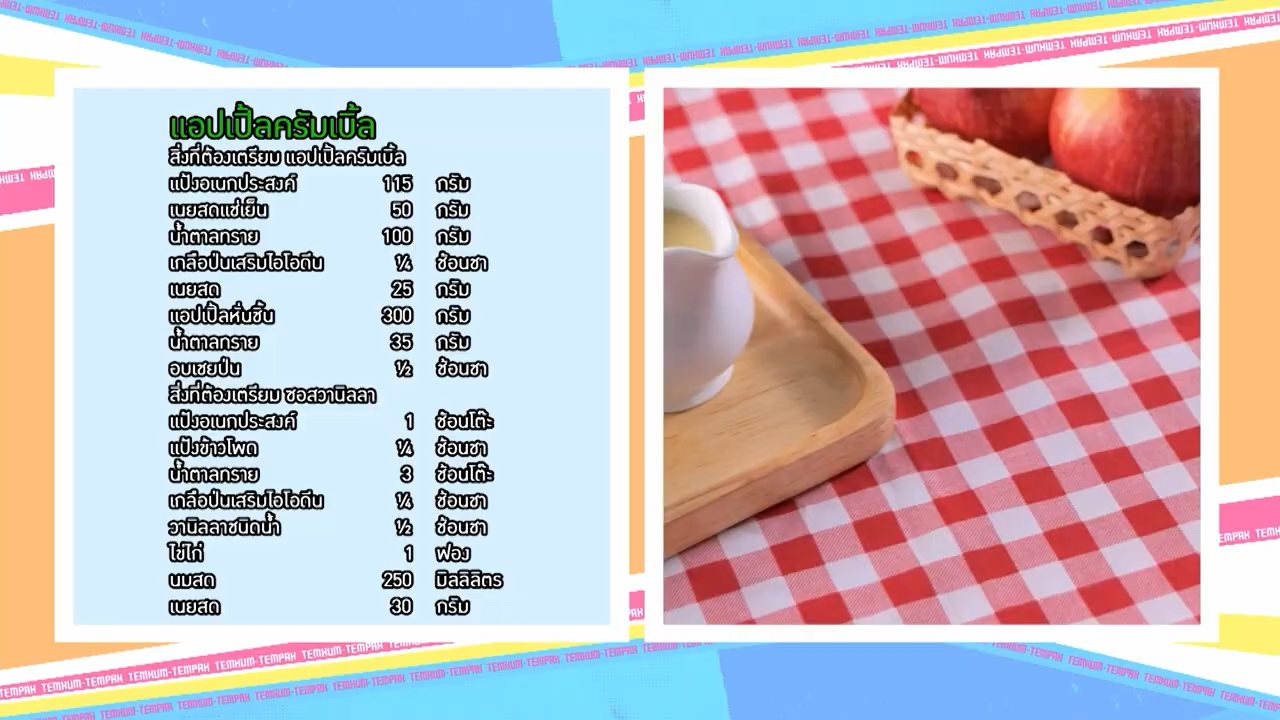 แอปเปิ้ลครัมเบิ้ล
สิ่งที่ต้องเตรียม แอปเปิ้ลครัมเบิ้ล
แป้งอเนกประสงค์ 115 กรัม
เนยสดแช่เย็น 50 กรัม
น้ำตาลทราย 100 กรัม
เกลือป่นเสริมไอโอดีน ¼ ช้อนชา
เนยสด 25 กรัม
แอปเปิ้ลหั่นชิ้น 300 กรัม
น้ำตาลทราย 35 กรัม
อบเชยป่น ½ ช้อนชา
สิ่งที่ต้องเตรียม ซอสวานิลลา
แป้งอเนกประสงค์ 1 ช้อนโต๊ะ
แป้งข้าวโพด ¼ ช้อนชา
น้ำตาลทราย 3 ช้อนโต๊ะ
เกลือป่นเสริมไอโอดีน ¼ ช้อนชา
วานิลลาชนิดน้ำ ½ ช้อนชา
ไข่ไก่ 1 ฟอง
นมสด 250 มิลลิลิตร
เนยสด 30 กรัม
TEMHUM-TEMPAH TEMHUM-TEMPAH TEMHUM-TEMPAH